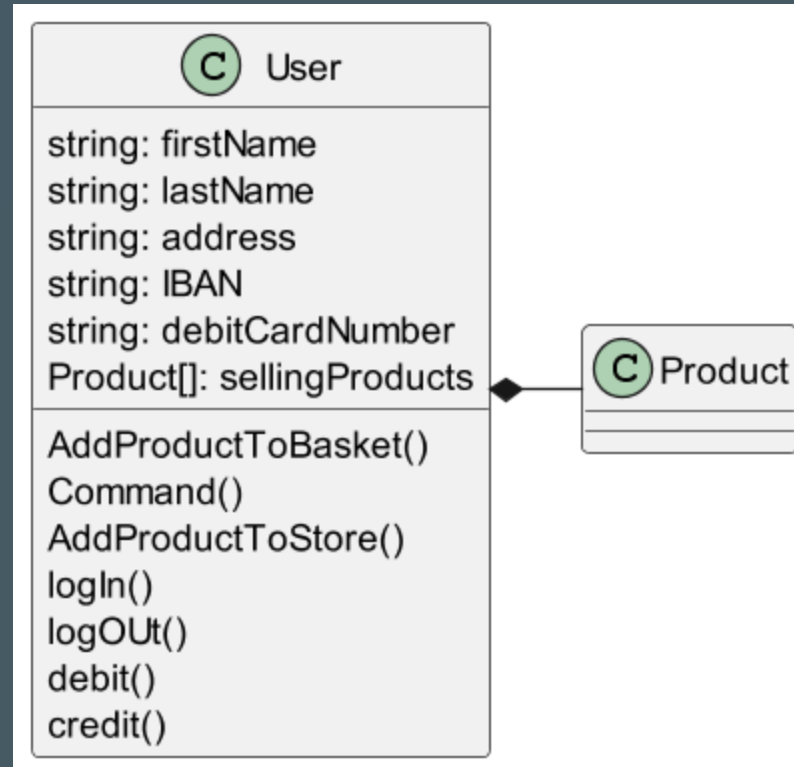 C User
string: firstName
string: lastName
string: address
string: IBAN
string: debitCardNumber
Product[]: sellingProducts
AddProductToBasket()
Command()
AddProductToStore()
logIn()
logOUt()
debit()
credit()
C Product